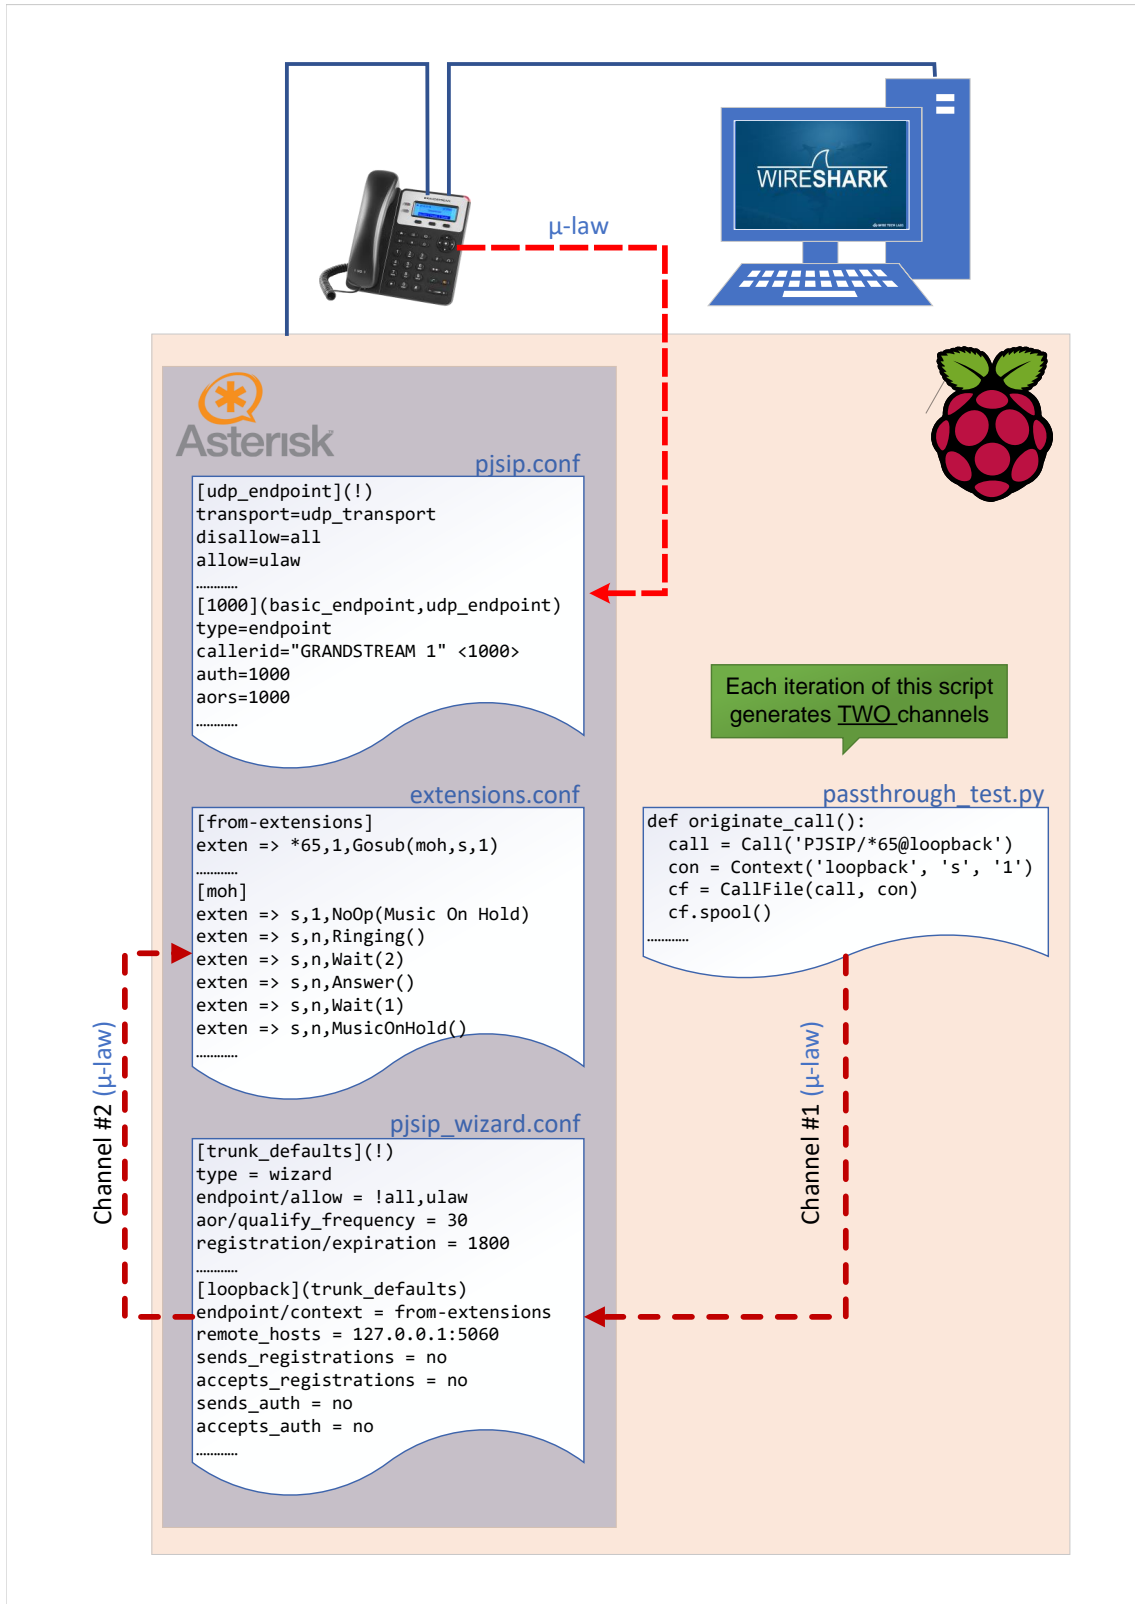 WIRESHARK
µ-law
Asterisk
pjsip.conf
[udp_endpoint](!)
transport=udp_transport
disallow=all
allow=ulaw
…………
[1000](basic_endpoint,udp_endpoint)
type=endpoint
callerid="GRANDSTREAM 1" <1000>
auth=1000
aors=1000
…………
Each iteration of this script
generates TWO channels
extensions.conf
[from-extensions]
exten => *65,1,Gosub(moh,s,1)
…………
[moh]
exten => s,1,NoOp(Music On Hold)
exten => s,n,Ringing()
exten => s,n,Wait(2)
exten => s,n,Answer()
exten => s,n,Wait(1)
exten => s,n,MusicOnHold()
…………
passthrough_test.py
def originate_call():
call = Call('PJSIP/*65@loopback')
con = Context('loopback', 's', '1')
cf = CallFile(call, con)
cf.spool()
…………
Channel #2 (µ-law)
Channel #1 (µ-law)
pjsip_wizard.conf
[trunk_defaults](!)
type = wizard
endpoint/allow = !all,ulaw
aor/qualify_frequency = 30
registration/expiration = 1800
…………
[loopback](trunk_defaults)
endpoint/context = from-extensions
remote_hosts = 127.0.0.1:5060
sends_registrations = no
accepts_registrations = no
sends_auth = no
accepts_auth = no
…………